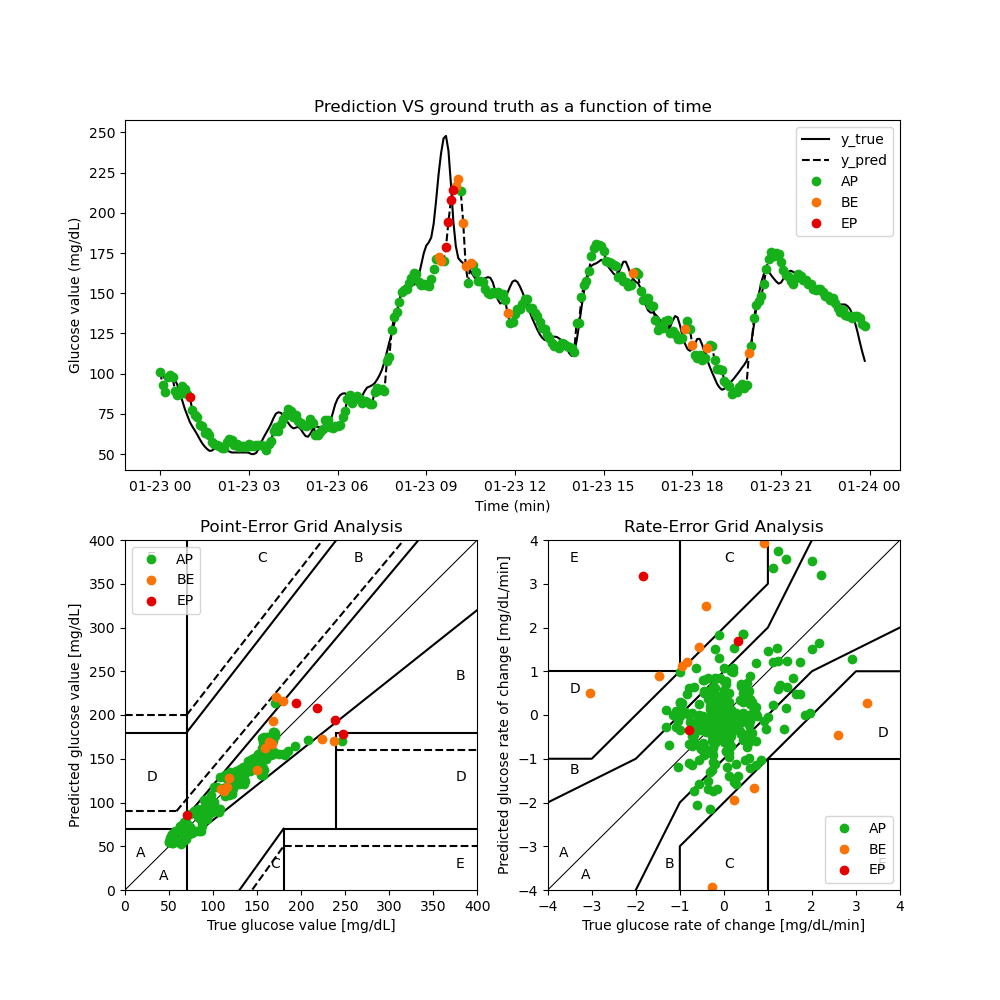 Prediction VS ground truth as a function of time
Glucose value (mg/dL)
250
225
200
175
150
125
100
75
50
y_true
y_pred
AP
BE
EP
01-23 00 01-23 03 01-23 06 01-23 09 01-23 12 01-23 15 01-23 18 01-23 21 01-24 00
Time (min)
Point-Error Grid Analysis
Predicted glucose value [mg/dL]
400
350
300
250
200
150
100
50
0
AP
BE
EP
E
C
B
B
D
D
A
A
C
E
0 50 100 150 200 250 300 350 400
True glucose value [mg/dL]
Rate-Error Grid Analysis
Predicted glucose rate of change [mg/dL/min]
4
3
2
1
0
−1
−2
−3
−4
E
C
D
D
B
A
A
B
C
E
AP
BE
EP
−4 −3 −2 −1 0 1 2 3 4
True glucose rate of change [mg/dL/min]